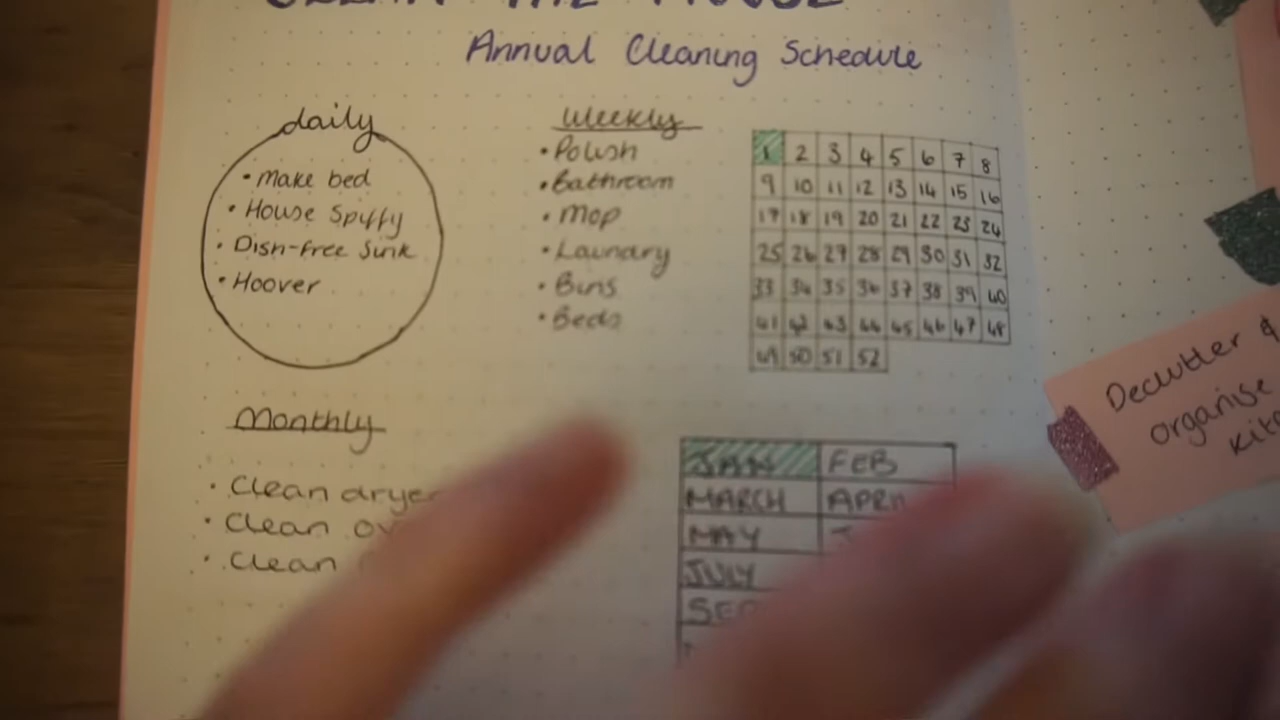 CLEAN THE HOUSE
Annual Cleaning Schedule
daily
• Make bed
• House Spiffy
• Dish-free Sink
• Hoover
Weekly
• Polish
• Bathroom
• Mop
• Laundry
• Bins
• Beds
1 2 3 4 5 6 7 8
9 10 11 12 13 14 15 16
17 18 19 20 21 22 23 24
25 26 27 28 29 30 31 32
33 34 35 36 37 38 39 40
41 42 43 44 45 46 47 48
49 50 51 52
Monthly
• Clean dryer
• Clean
• Clean
JAN FEB
MARCH APRIL
MAY
JULY
SEP
Declutter &
organise